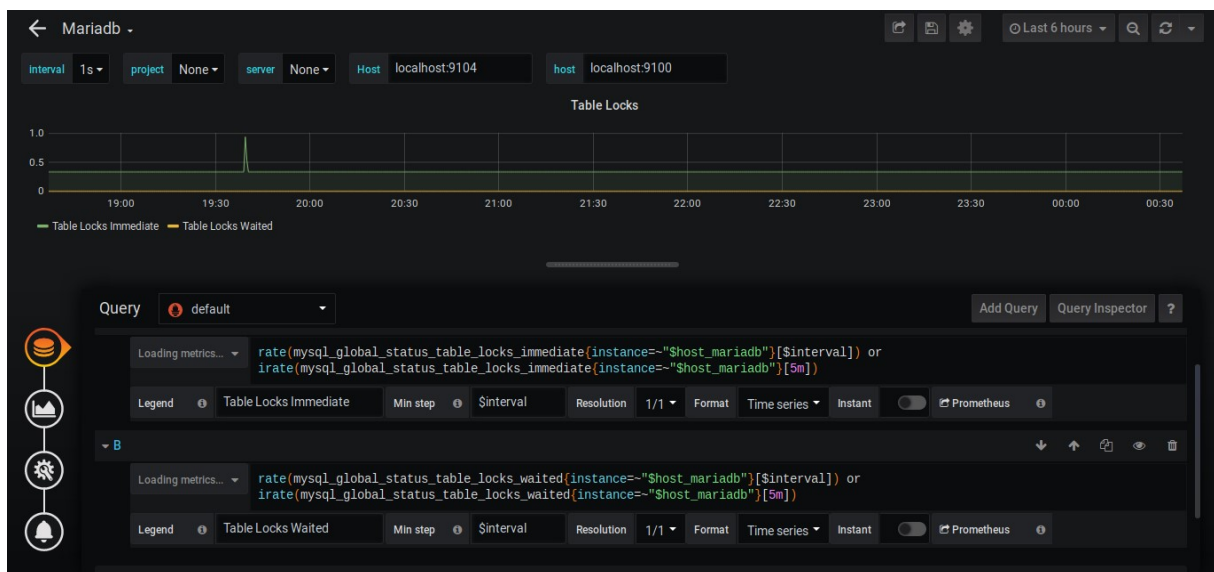 Mariadb
Last 6 hours
interval 1s project None server None Host localhost:9104 host localhost:9100
Table Locks
1.0
0.5
0
19:00 19:30 20:00 20:30 21:00 21:30 22:00 22:30 23:00 23:30 00:00 00:30
Table Locks Immediate Table Locks Waited
Query default Add Query Query Inspector ?
Loading metrics... rate(mysql_global_status_table_locks_immediate{instance=~"$host_mariadb"}[$interval]) or
irate(mysql_global_status_table_locks_immediate{instance=~"$host_mariadb"}[5m])
Legend Table Locks Immediate Min step $interval Resolution 1/1 Format Time series Instant Prometheus
B
Loading metrics... rate(mysql_global_status_table_locks_waited{instance=~"$host_mariadb"}[$interval]) or
irate(mysql_global_status_table_locks_waited{instance=~"$host_mariadb"}[5m])
Legend Table Locks Waited Min step $interval Resolution 1/1 Format Time series Instant Prometheus